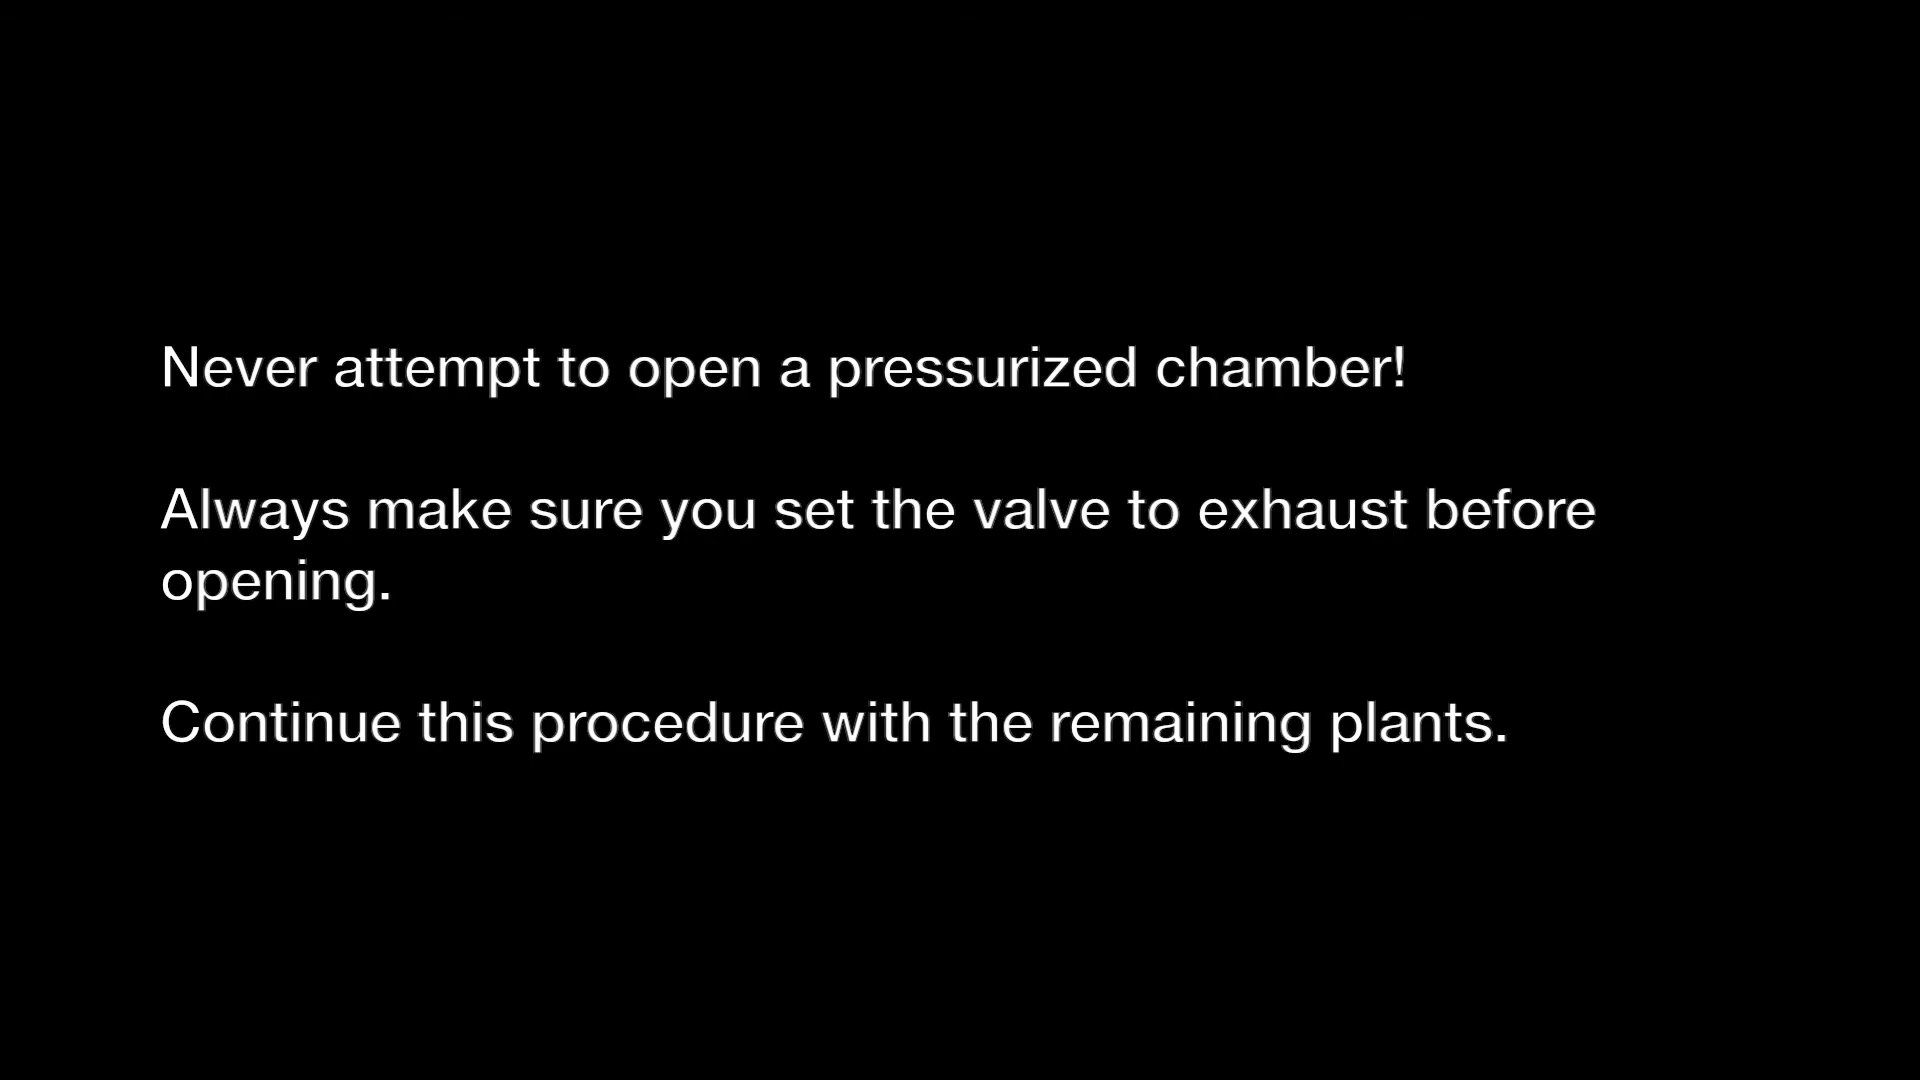 Never attempt to open a pressurized chamber!
Always make sure you set the valve to exhaust before
opening.
Continue this procedure with the remaining plants.